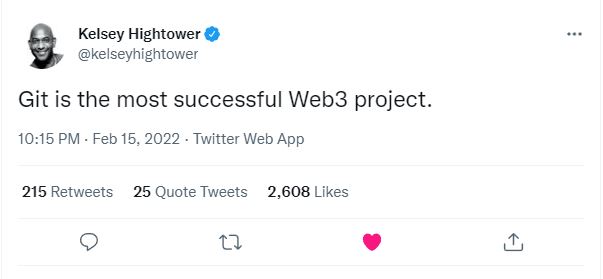 Kelsey Hightower
@kelseyhightower
Git is the most successful Web3 project.
10:15 PM · Feb 15, 2022 · Twitter Web App
215 Retweets 25 Quote Tweets 2,608 Likes